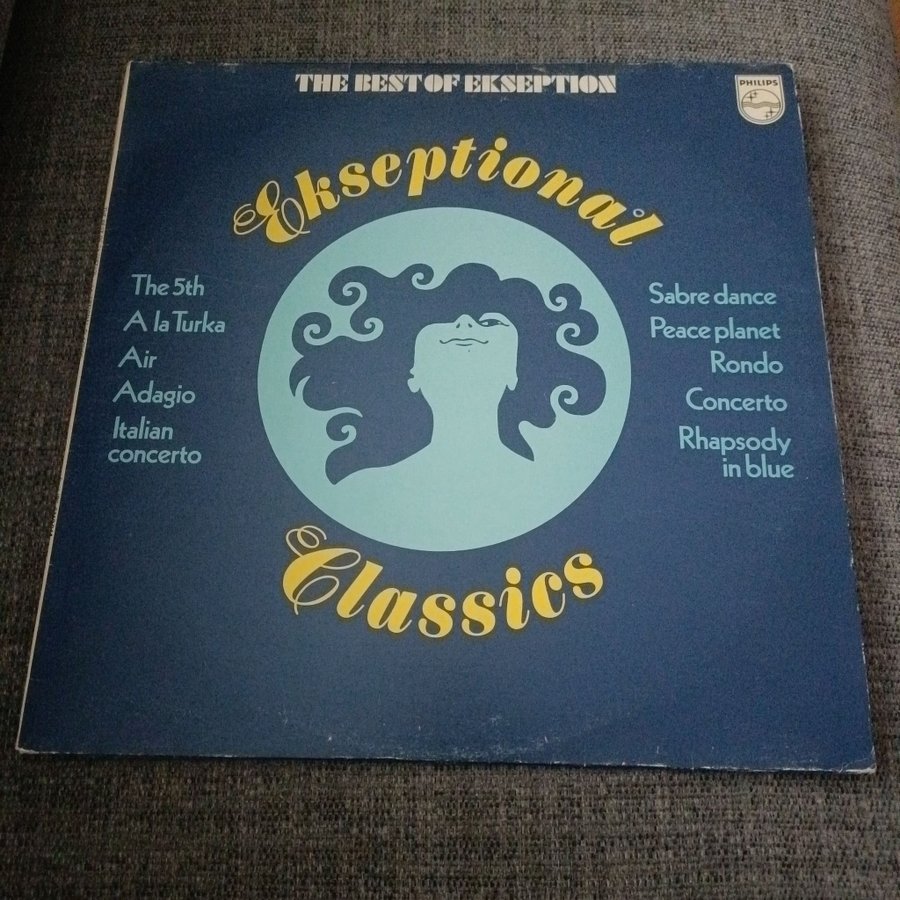 THE BEST OF EKSEPTION
PHILIPS
Ekseptional
The 5th
A la Turka
Air
Adagio
Italian
concerto
Sabre dance
Peace planet
Rondo
Concerto
Rhapsody
in blue
Classics